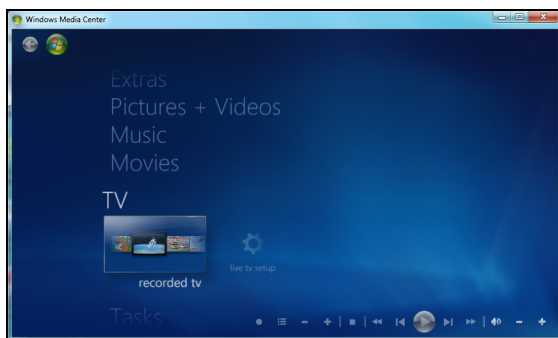 Windows Media Center
Extras
Pictures + Videos
Music
Movies
TV
recorded tv
live tv setup
Tasks